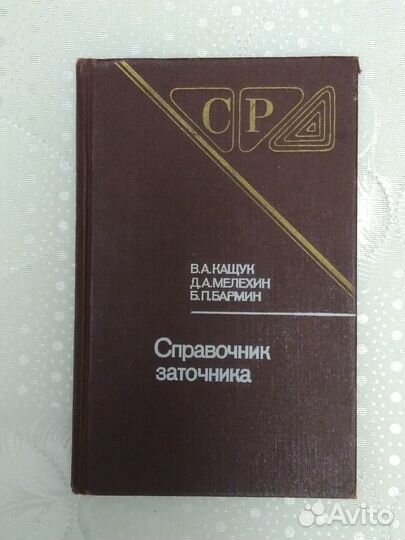 СР
В.А.КАЩУК
Д.А.МЕЛЕХИН
Б.П.БАРМИН
Справочник
заточника
Avito